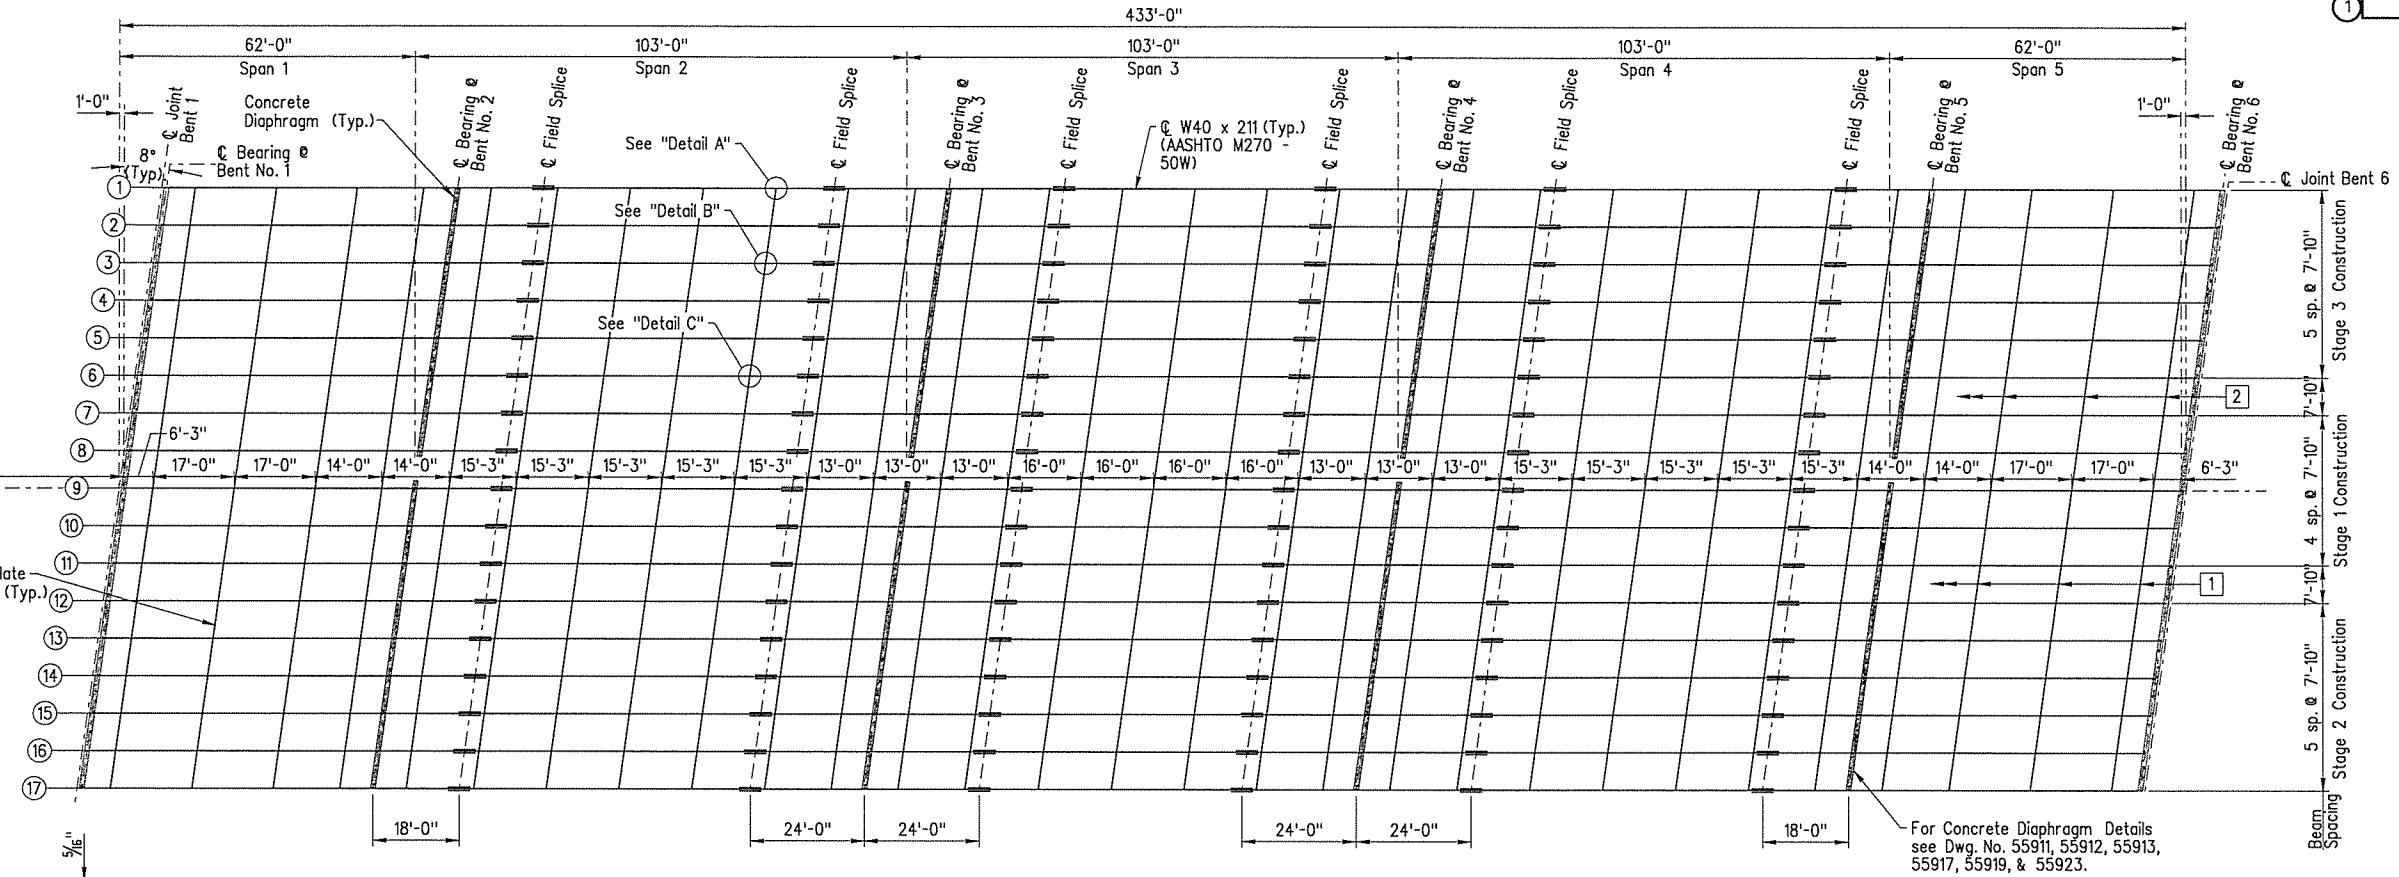 1
433'-0"
62'-0" 103'-0" 103'-0" 103'-0" 62'-0"
Span 1 Span 2 Span 3 Span 4 Span 5
1'-0" 1'-0"
℄ Joint
Bent 1
Concrete
Diaphragm (Typ.)
℄ Bearing @
Bent No. 2
℄ Field Splice
See "Detail A"
℄ Field Splice
℄ Bearing @
Bent No. 3
℄ Field Splice
℄ W40 x 211 (Typ.)
(AASHTO M270 -
50W)
℄ Field Splice
℄ Bearing @
Bent No. 4
℄ Field Splice
℄ Field Splice
℄ Bearing @
Bent No. 5
℄ Bearing @
Bent No. 6
℄ Joint Bent 6
8°
(Typ)
℄ Bearing @
Bent No. 1
See "Detail B"
See "Detail C"
1
2
3
4
5
6
7
8
9
10
11
12
13
14
15
16
17
6'-3"
17'-0" 17'-0" 14'-0" 14'-0" 15'-3" 15'-3" 15'-3" 15'-3" 15'-3" 13'-0" 13'-0" 13'-0" 16'-0" 16'-0" 16'-0" 16'-0" 13'-0" 13'-0" 13'-0" 15'-3" 15'-3" 15'-3" 15'-3" 15'-3" 14'-0" 14'-0" 17'-0" 17'-0" 6'-3"
late
(Typ.)
2
1
5 sp. @ 7'-10"
Stage 3 Construction
7'-10"
4 sp. @ 7'-10"
Stage 1 Construction
7'-10"
5 sp. @ 7'-10"
Stage 2 Construction
Beam
Spacing
18'-0" 24'-0" 24'-0" 24'-0" 24'-0" 18'-0"
5/16"
For Concrete Diaphragm Details
see Dwg. No. 55911, 55912, 55913,
55917, 55919, & 55923.